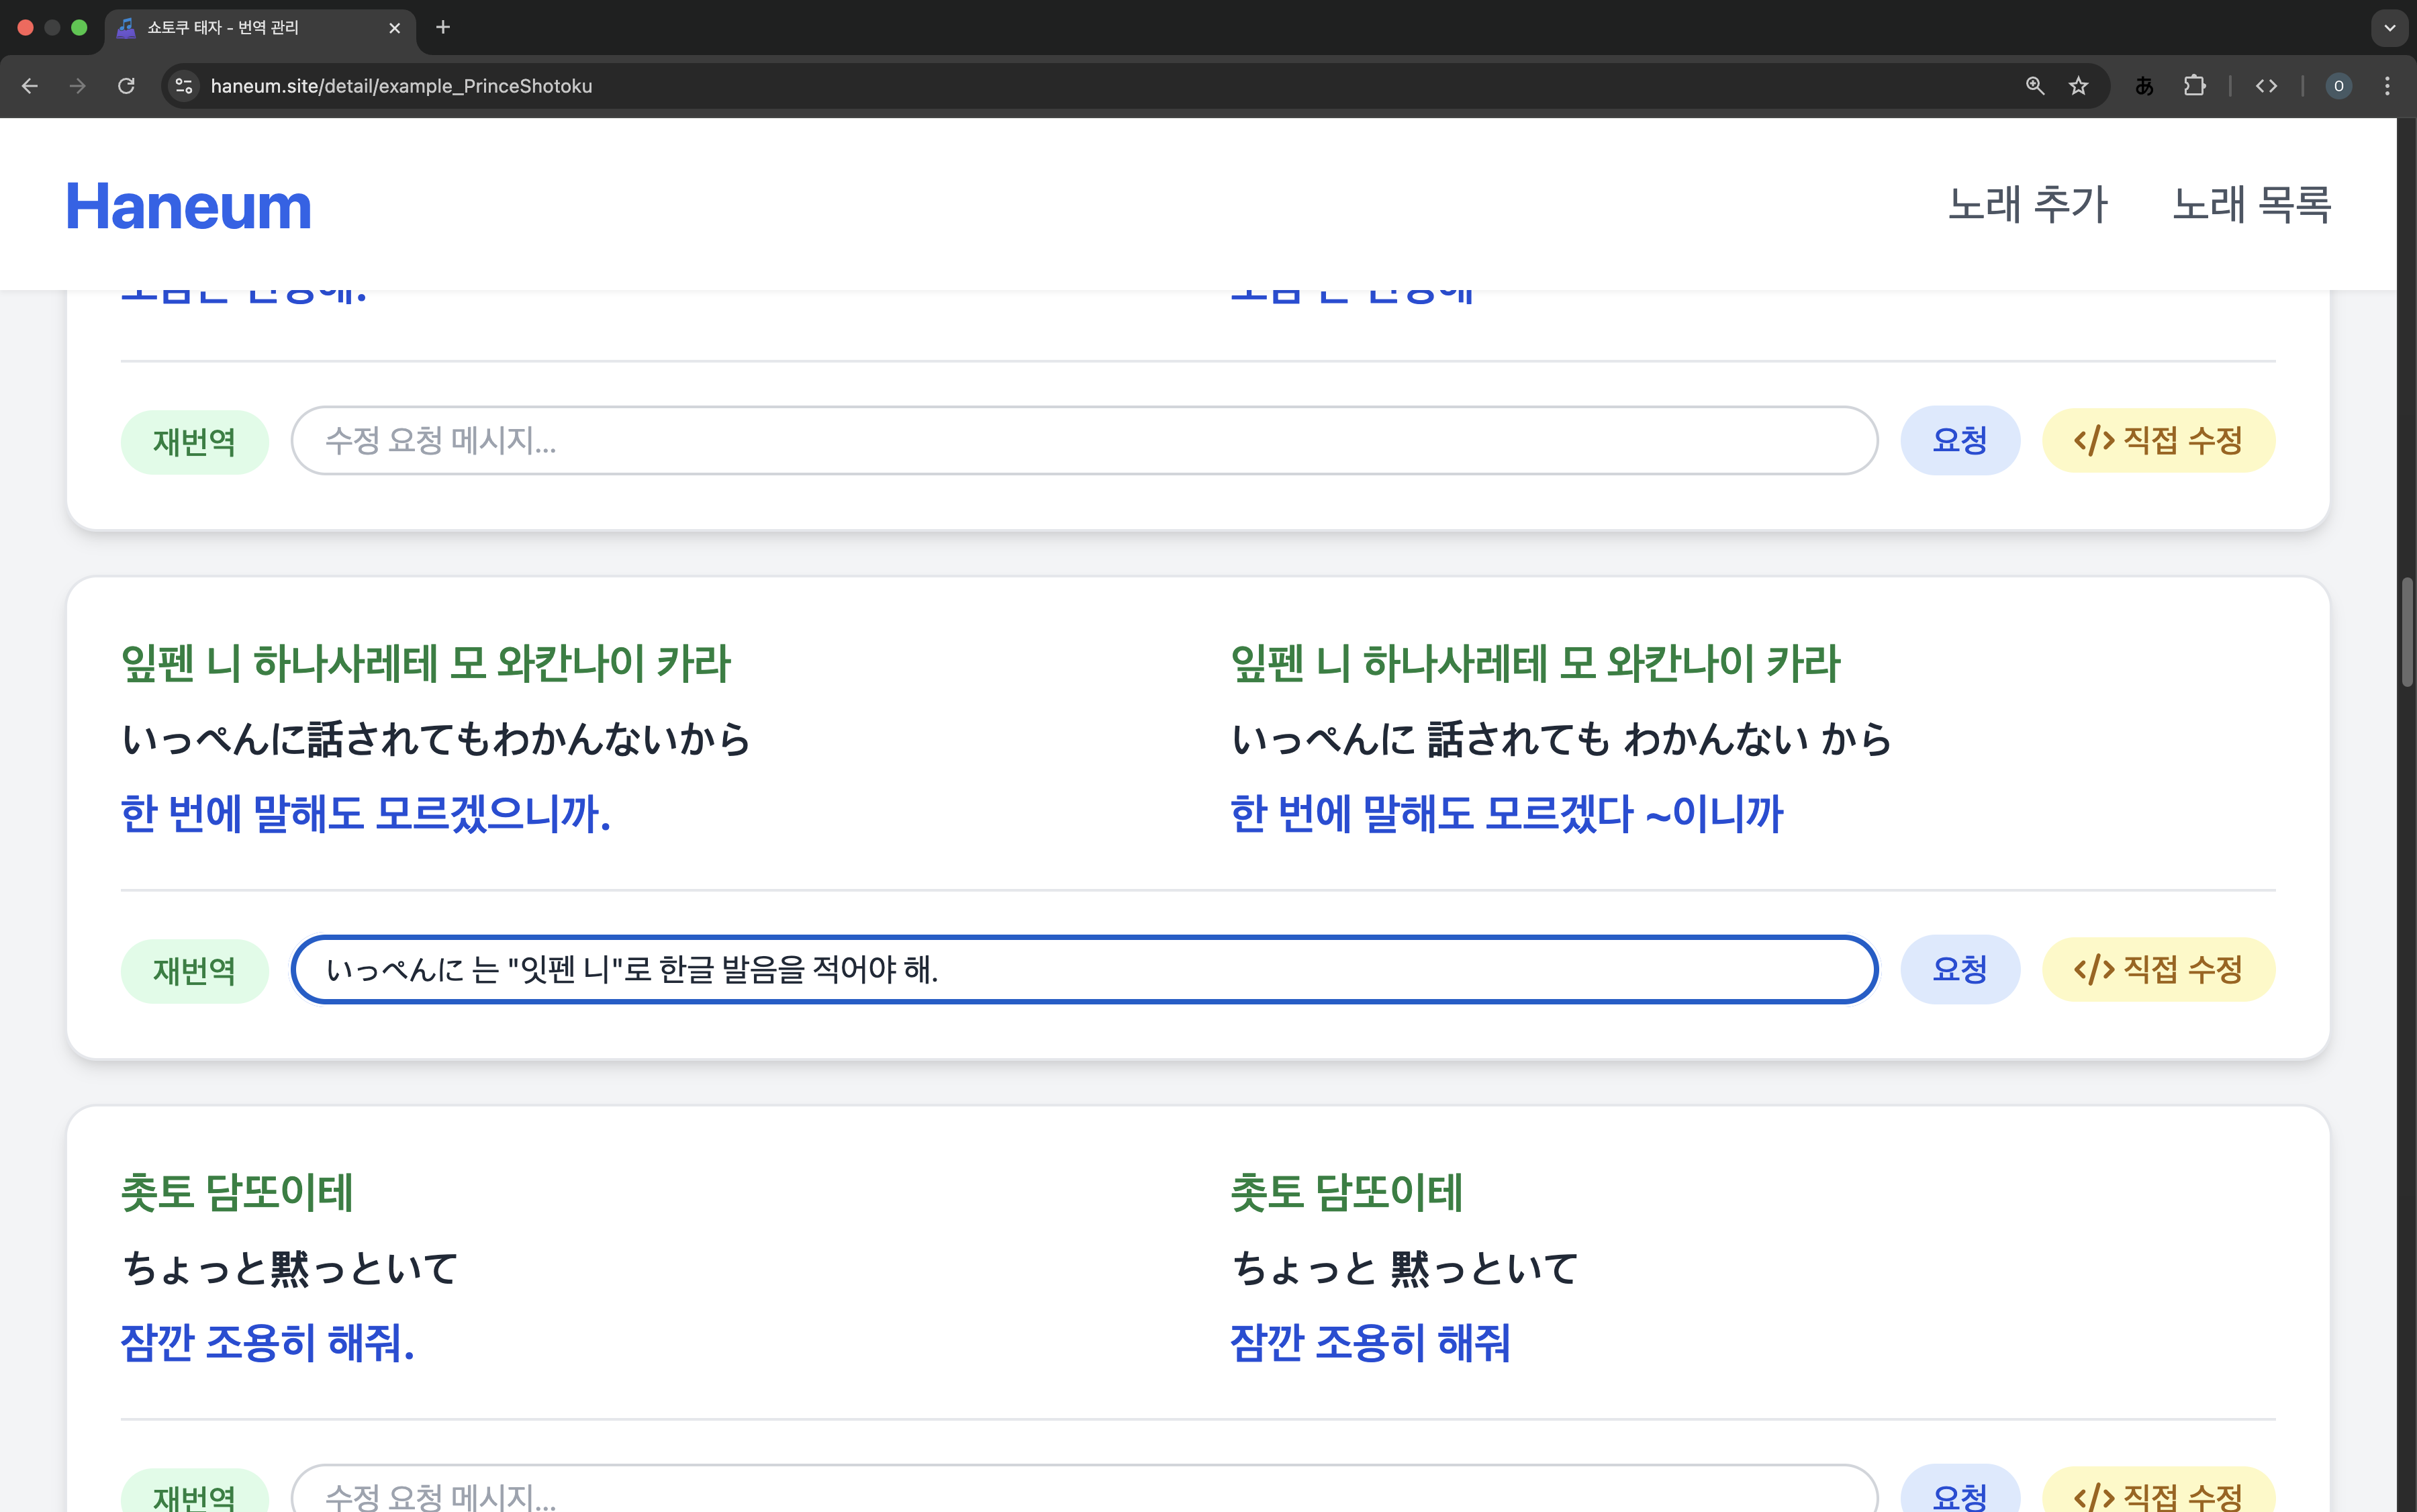 쇼토쿠 태자 - 번역 관리
haneum.site/detail/example_PrinceShotoku
あ
O
Haneum
노래 추가
노래 목록
재번역
수정 요청 메시지...
요청
</> 직접 수정
잎펜 니 하나사레테 모 와칸나이 카라
いっぺんに話されてもわかんないから
한 번에 말해도 모르겠으니까.
잎펜 니 하나사레테 모 와칸나이 카라
いっぺんに 話されても わかんない から
한 번에 말해도 모르겠다 ~이니까
재번역
いっぺんに 는 "잇펜 니"로 한글 발음을 적어야 해.
요청
</> 직접 수정
촛토 담또이테
ちょっと黙っといて
잠깐 조용히 해줘.
촛토 담또이테
ちょっと 黙っといて
잠깐 조용히 해줘
재번역
수정 요청 메시지...
요청
</> 직접 수정